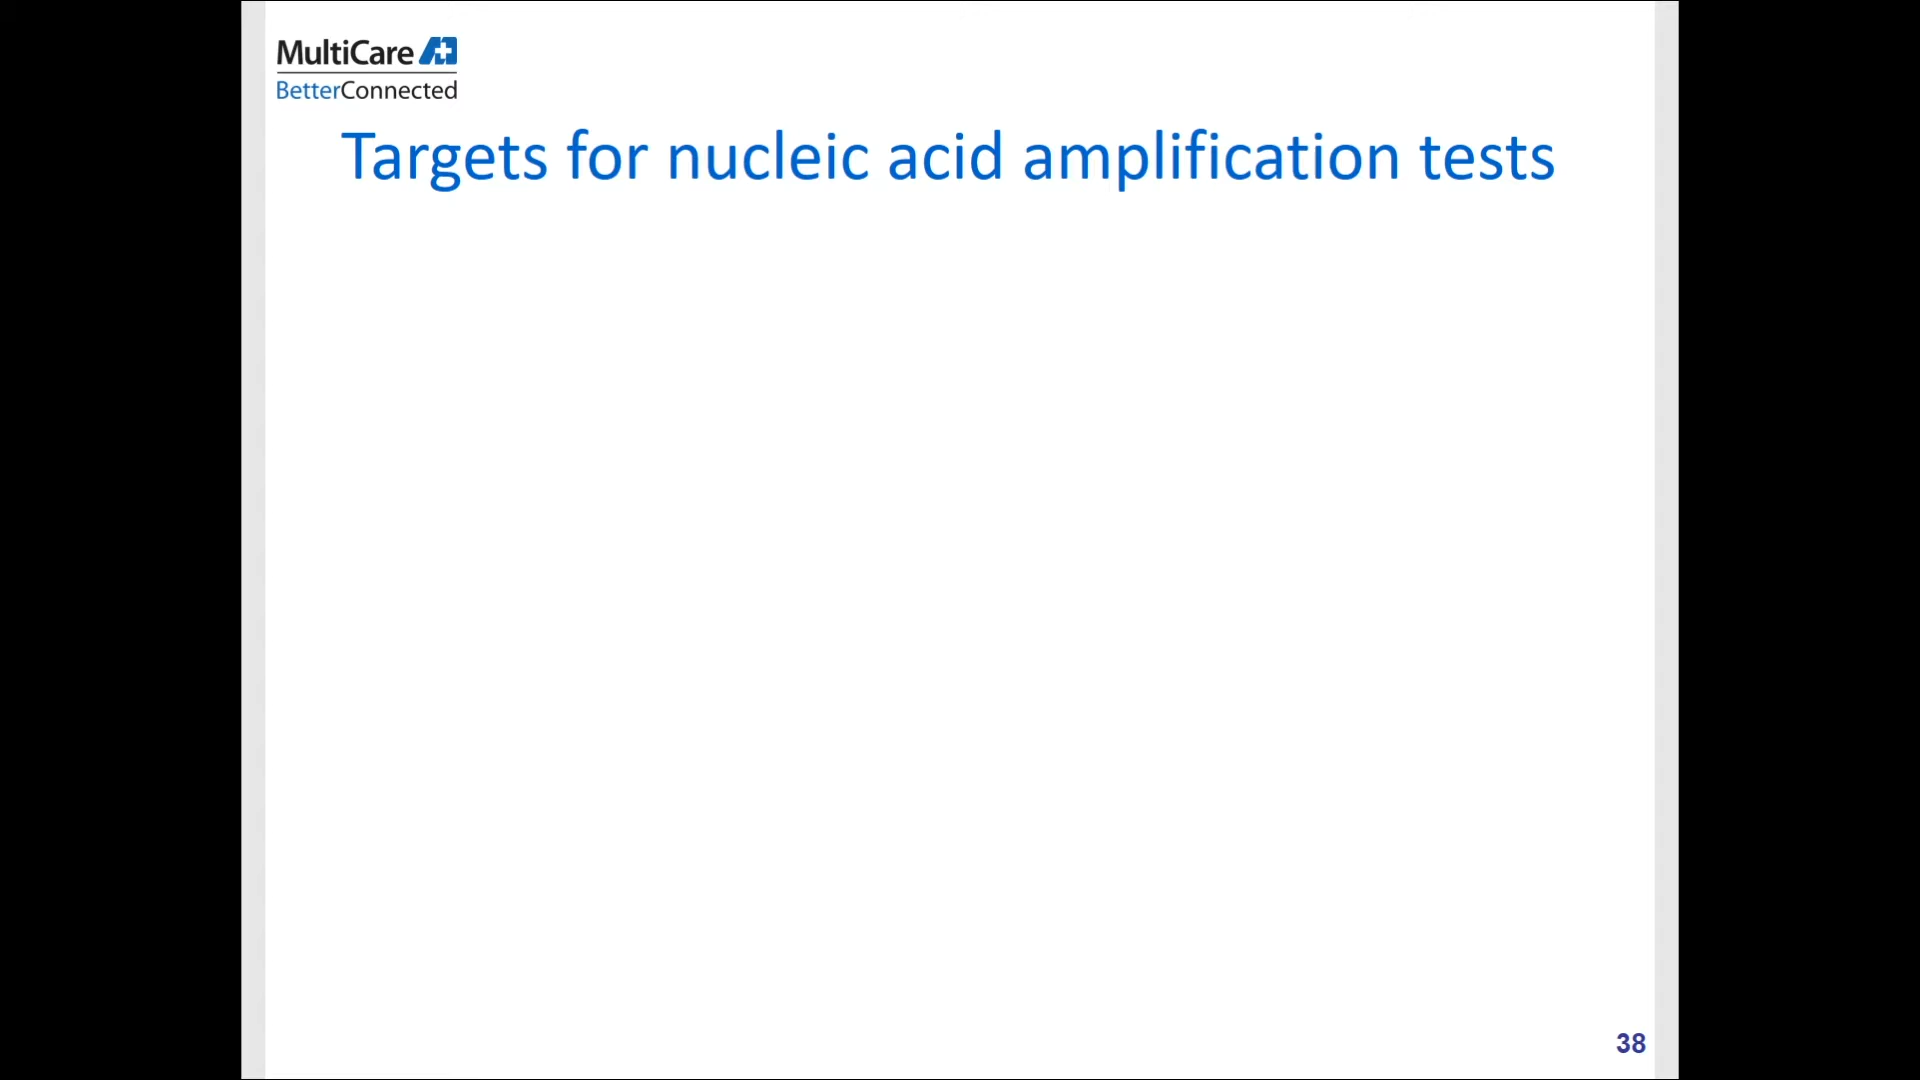 MultiCare
BetterConnected
Targets for nucleic acid amplification tests
38